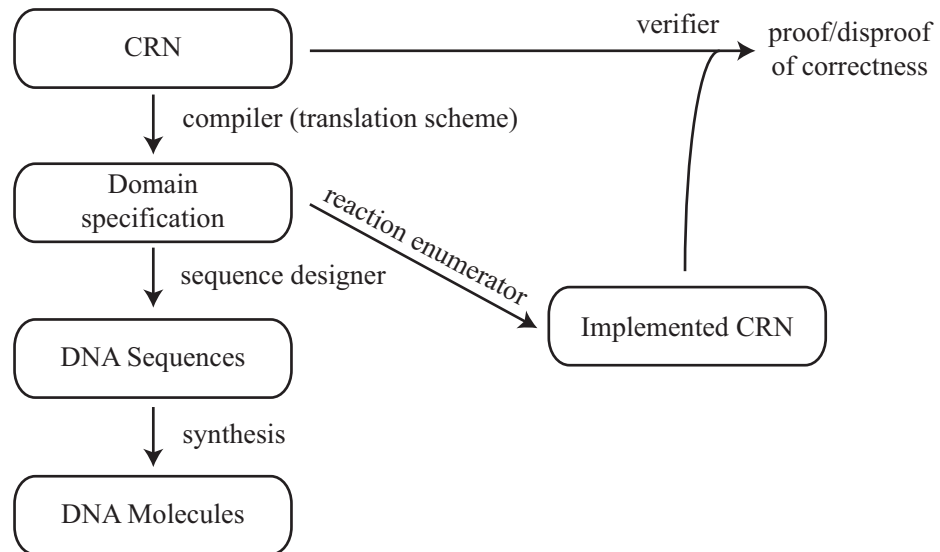 CRN
verifier
proof/disproof
of correctness
compiler (translation scheme)
Domain
specification
reaction enumerator
sequence designer
Implemented CRN
DNA Sequences
synthesis
DNA Molecules